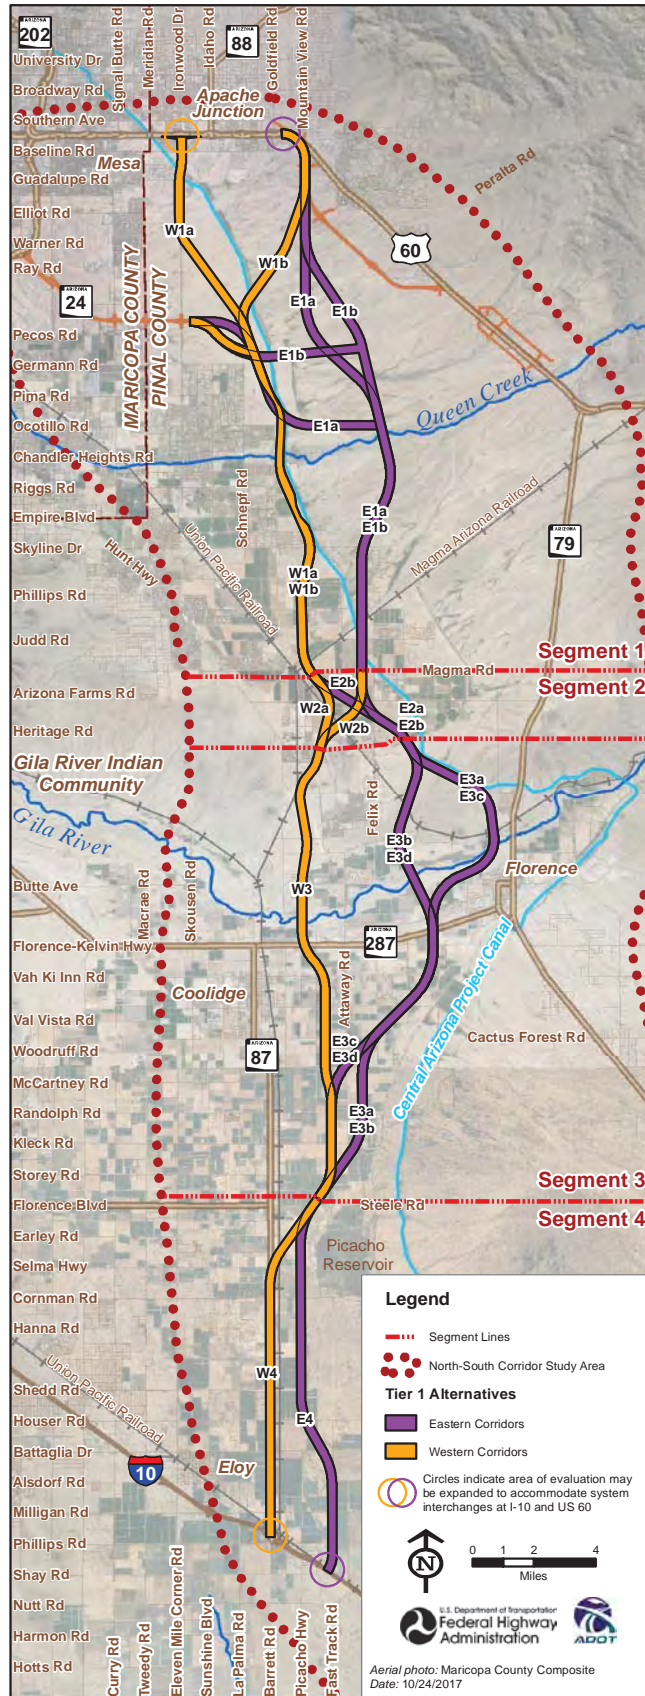 ARIZONA
202
ARIZONA
88
Signal Butte Rd
Meridian Rd
Ironwood Dr
Idaho Rd
Goldfield Rd
Mountain View Rd
University Dr
Broadway Rd
Southern Ave
Baseline Rd
Guadalupe Rd
Elliot Rd
Warner Rd
Ray Rd
ARIZONA
24
Pecos Rd
Germann Rd
Pima Rd
Ocotillo Rd
Chandler Heights Rd
Riggs Rd
Empire Blvd
Skyline Dr
Phillips Rd
Judd Rd
Arizona Farms Rd
Heritage Rd
Apache
Junction
Mesa
Peralta Rd
60
MARICOPA COUNTY
PINAL COUNTY
W1a
W1b
E1a
E1b
E1b
E1a
Queen Creek
Schnepf Rd
Hunt Hwy
Union Pacific Railroad
Magma Arizona Railroad
ARIZONA
79
E1a
E1b
W1a
W1b
Segment 1
Magma Rd
Segment 2
E2b
W2a
W2b
E2a
E2b
Gila River Indian
Community
Gila River
Felix Rd
E3a
E3c
E3b
E3d
Florence
Butte Ave
Macrae Rd
Skousen Rd
W3
ARIZONA
287
Florence-Kelvin Hwy
Vah Ki Inn Rd
Val Vista Rd
Woodruff Rd
McCartney Rd
Randolph Rd
Kleck Rd
Storey Rd
Florence Blvd
Earley Rd
Selma Hwy
Cornman Rd
Hanna Rd
Shedd Rd
Houser Rd
Battaglia Dr
Alsdorf Rd
Milligan Rd
Phillips Rd
Shay Rd
Nutt Rd
Harmon Rd
Hotts Rd
Coolidge
Attaway Rd
Central Arizona Project Canal
Cactus Forest Rd
ARIZONA
87
E3c
E3d
E3a
E3b
Segment 3
Steele Rd
Segment 4
Picacho
Reservoir
Union Pacific Railroad
W4
E4
Eloy
10
Curry Rd
Tweedy Rd
Eleven Mile Corner Rd
Sunshine Blvd
LaPalma Rd
Barrett Rd
Picacho Hwy
Fast Track Rd
Legend
Segment Lines
North-South Corridor Study Area
Tier 1 Alternatives
Eastern Corridors
Western Corridors
Circles indicate area of evaluation may
be expanded to accommodate system
interchanges at I-10 and US 60
N
0 1 2 4
Miles
U.S. Department of Transportation
Federal Highway
Administration
ADOT
Aerial photo: Maricopa County Composite
Date: 10/24/2017